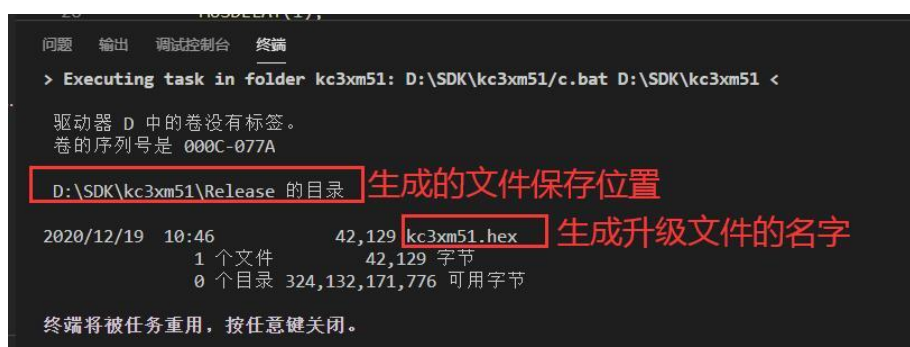 问题 输出 调试控制台 终端
> Executing task in folder kc3xm51: D:\SDK\kc3xm51/c.bat D:\SDK\kc3xm51 <
驱动器 D 中的卷没有标签。
卷的序列号是 000C-077A
D:\SDK\kc3xm51\Release 的目录 生成的文件保存位置
2020/12/19 10:46 42,129 kc3xm51.hex 生成升级文件的名字
1 个文件 42,129 字节
0 个目录 324,132,171,776 可用字节
终端将被任务重用，按任意键关闭。